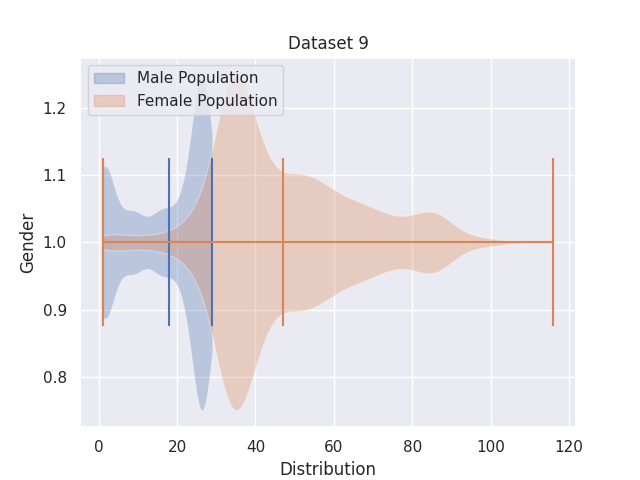 Dataset 9
Male Population
Female Population
1.2
1.1
1.0
0.9
0.8
Gender
0
20
40
60
80
100
120
Distribution